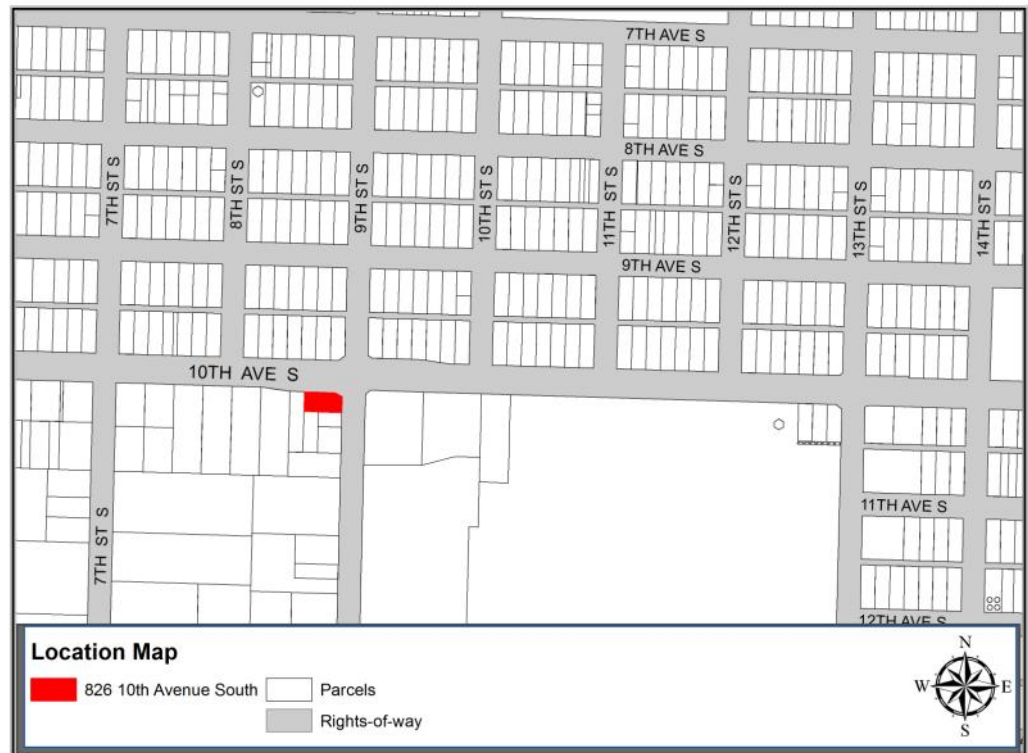 7TH AVE S
8TH AVE S
7TH ST S
8TH ST S
9TH ST S
10TH ST S
11TH ST S
12TH ST S
13TH ST S
14TH ST S
9TH AVE S
10TH AVE S
11TH AVE S
7TH ST S
12TH AVE S
Location Map
826 10th Avenue South
Parcels
Rights-of-way
N
W E
S